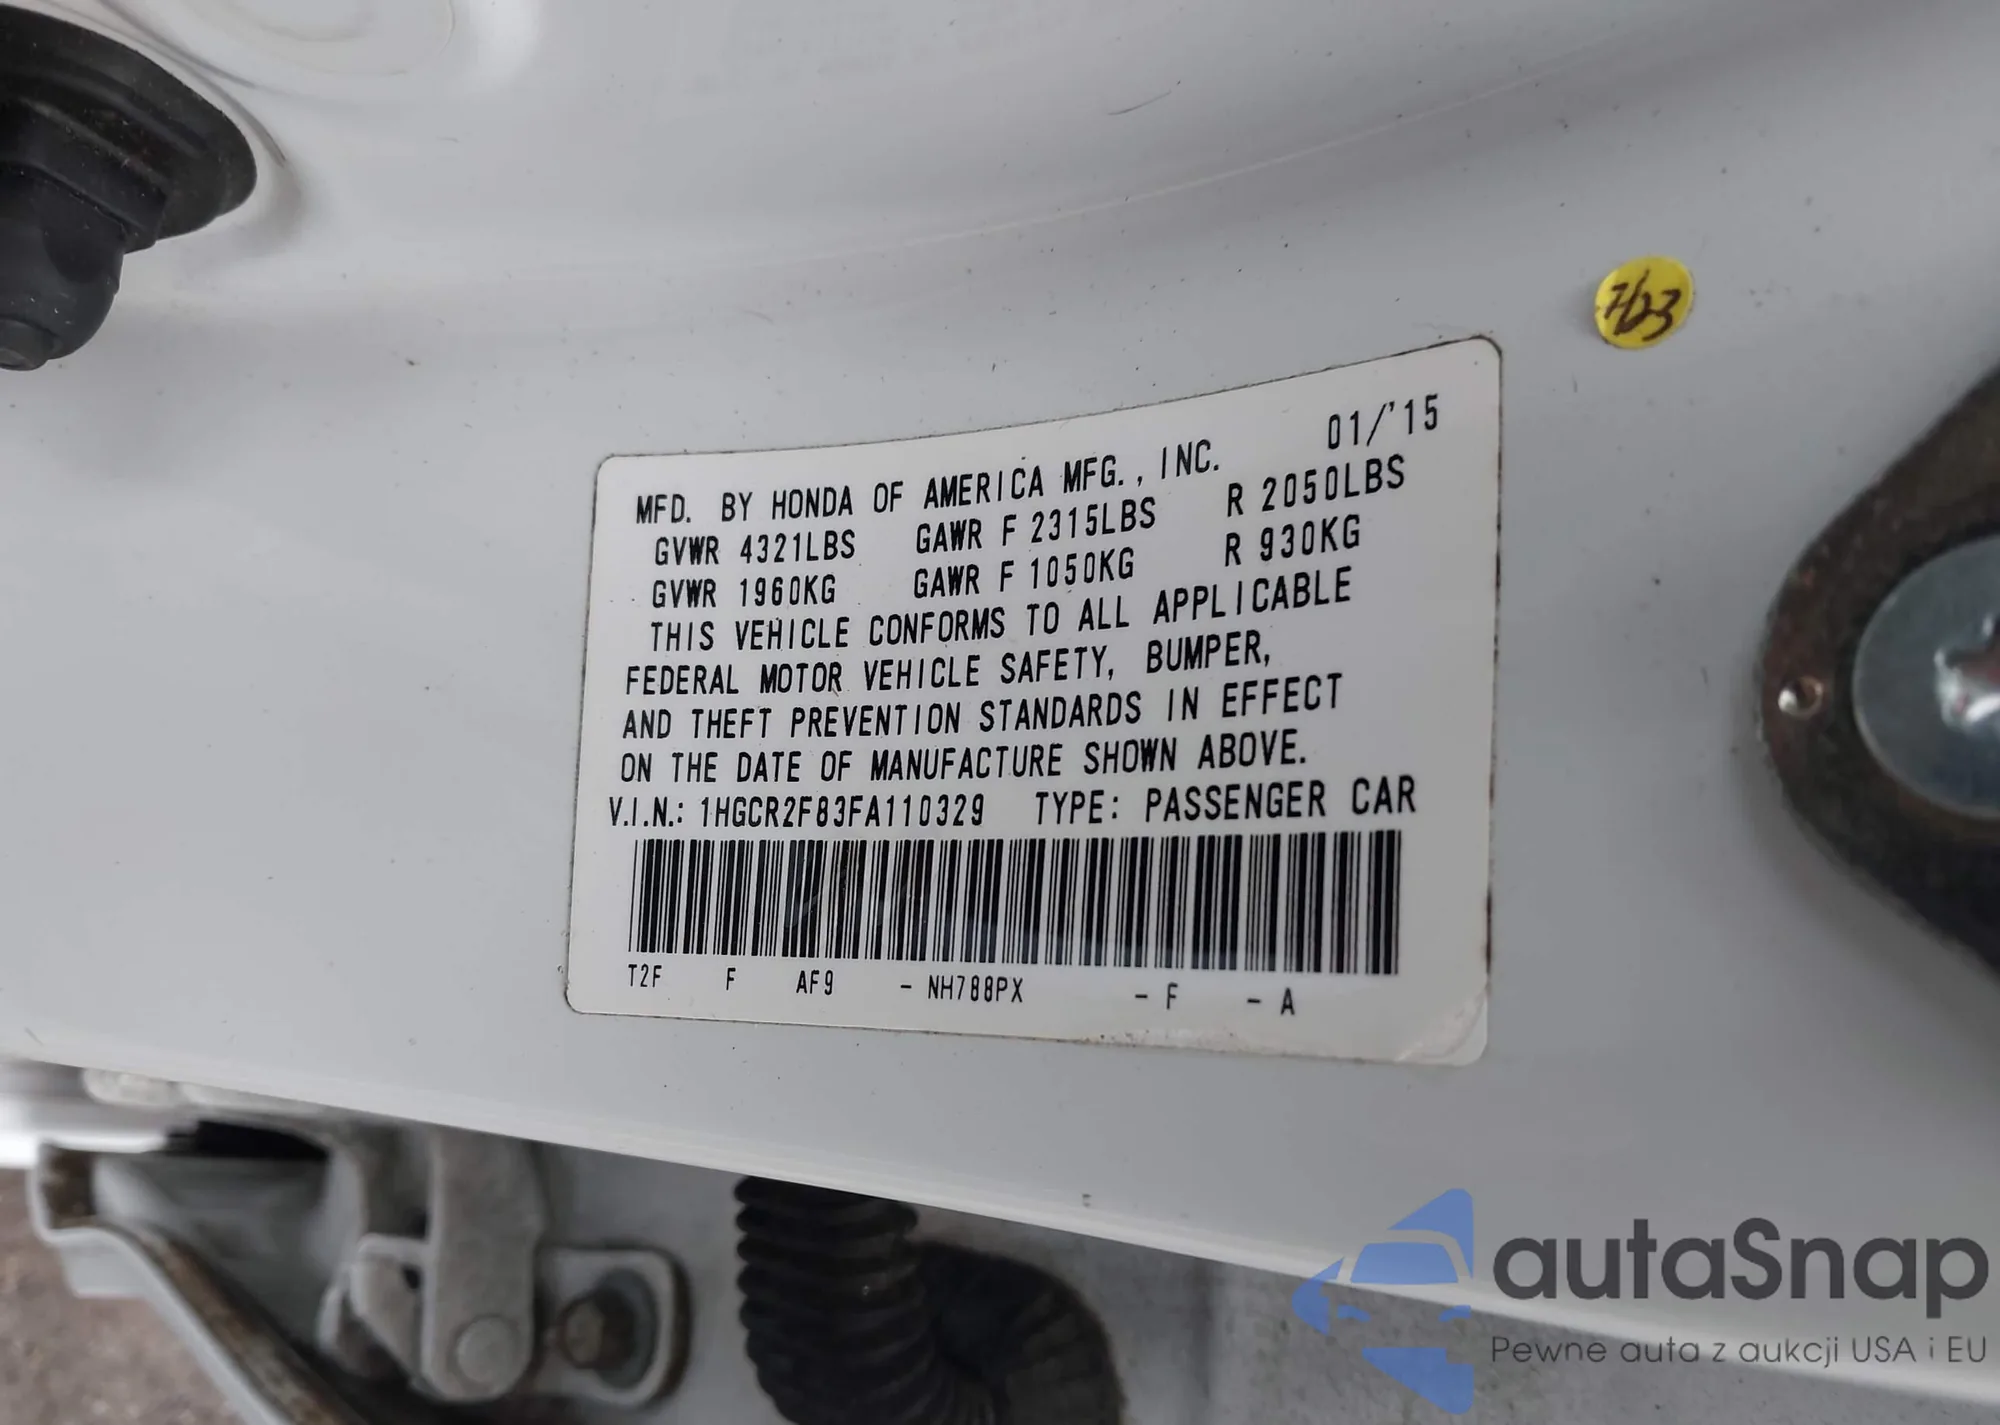 7/23
01/'15
MFD. BY HONDA OF AMERICA MFG., INC.
GVWR 4321LBS GAWR F 2315LBS R 2050LBS
GVWR 1960KG GAWR F 1050KG R 930KG
THIS VEHICLE CONFORMS TO ALL APPLICABLE
FEDERAL MOTOR VEHICLE SAFETY, BUMPER,
AND THEFT PREVENTION STANDARDS IN EFFECT
ON THE DATE OF MANUFACTURE SHOWN ABOVE.
V.I.N.: 1HGCR2F83FA110329 TYPE: PASSENGER CAR
T2F F AF9 - NH788PX - F - A
autaSnap
Pewne auta z aukcji USA i EU